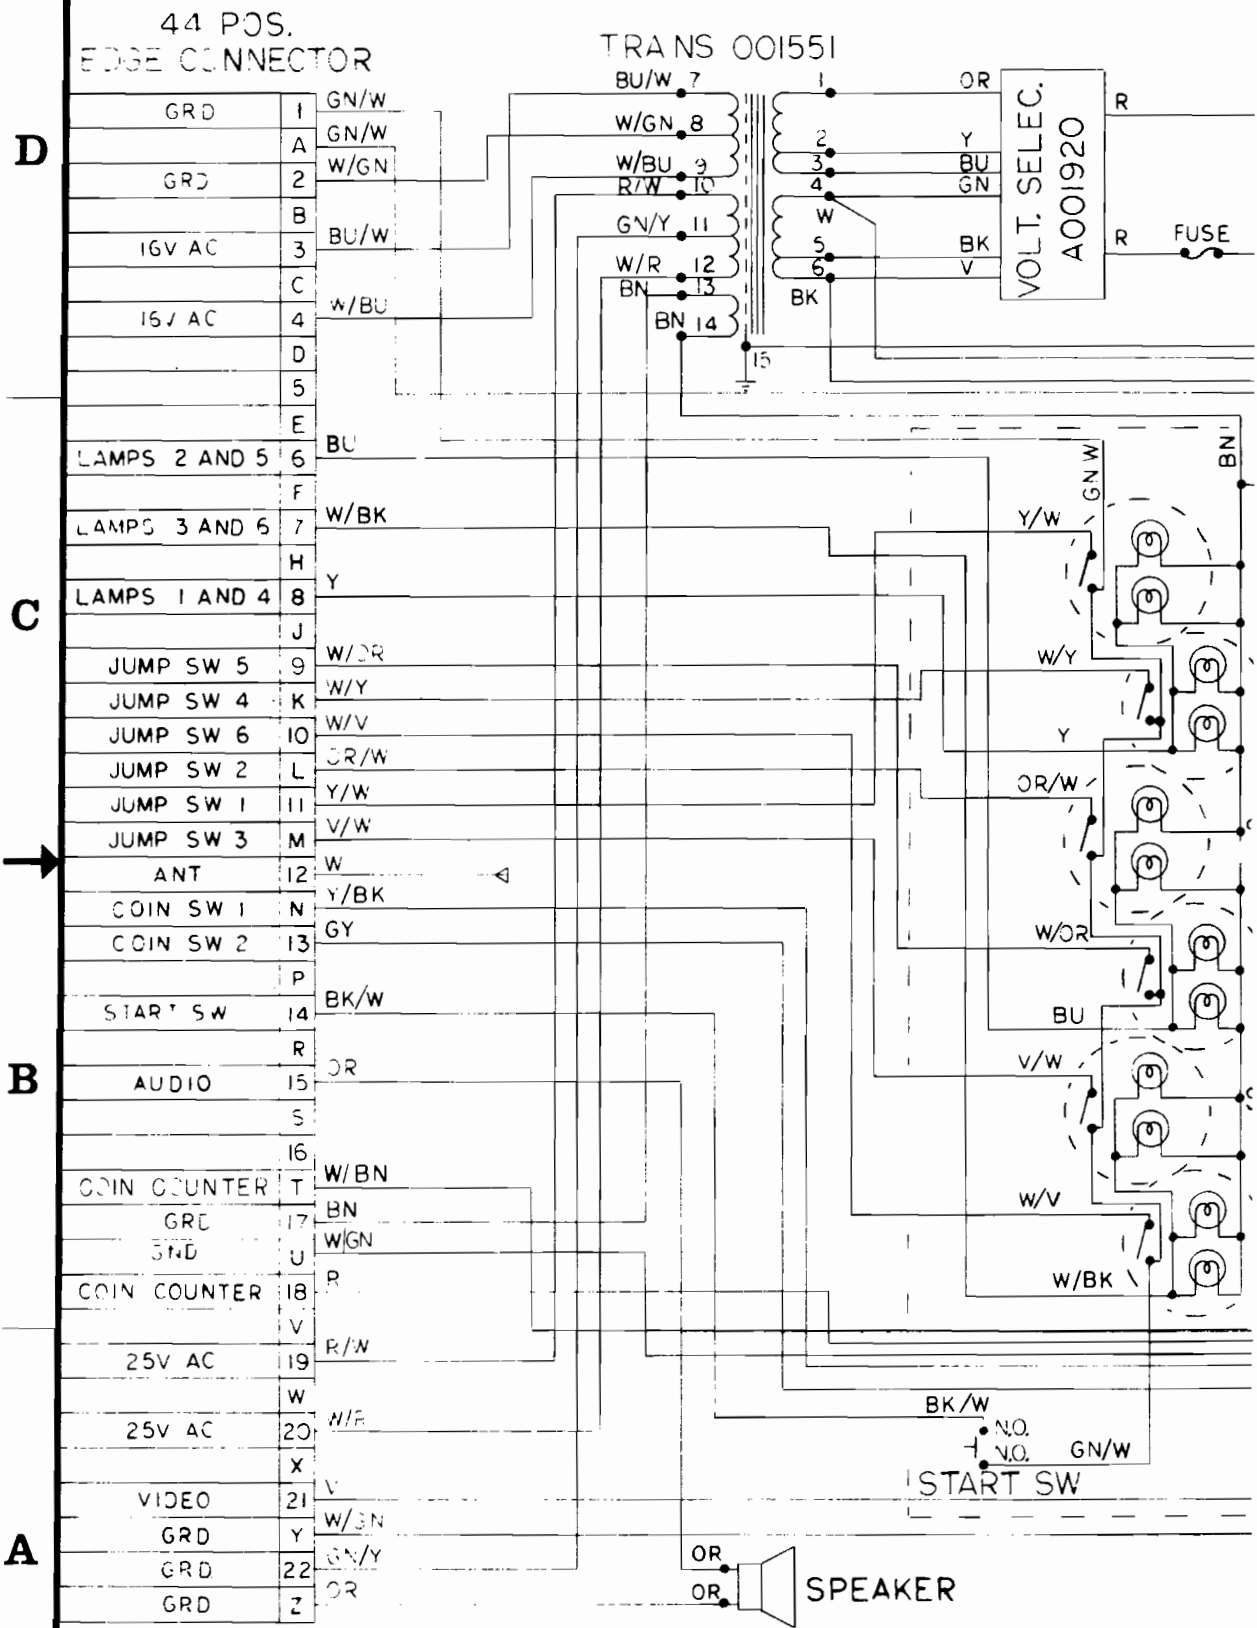 44 POS.
EDGE CONNECTOR
TRANS 001551
D
GRD 1 GN/W
A GN/W
GRD 2 W/GN
B
16V AC 3 BU/W
C
16V AC 4 W/BU
D
5
E
LAMPS 2 AND 5 6 BU
F
LAMPS 3 AND 6 7 W/BK
H
LAMPS 1 AND 4 8 Y
C
J
JUMP SW 5 9 W/OR
JUMP SW 4 K W/Y
JUMP SW 6 10 W/V
JUMP SW 2 L OR/W
JUMP SW 1 11 Y/W
JUMP SW 3 M V/W
ANT 12 W
COIN SW 1 N Y/BK
COIN SW 2 13 GY
P
START SW 14 BK/W
R
B
AUDIO 15 OR
S
16
COIN COUNTER T W/BN
GRD 17 BN
GND U W/GN
COIN COUNTER 18 R
V
25V AC 19 R/W
W
25V AC 20 W/R
X
VIDEO 21 V
GRD Y W/GN
A
GRD 22 GN/Y
GRD Z OR
BU/W 7
W/GN 8
W/BU 9
R/W 10
GN/Y 11
W/R 12
BN 13
BN 14
15
1 OR
2 Y
3 BU
4 GN
W
5 BK
6 V
BK
VOLT. SELEC.
A001920
R
R
FUSE
BN
GN W
Y/W
W/Y
Y
OR/W
W/OR
BU
V/W
W/V
W/BK
BK/W
N.O.
N.O.
GN/W
START SW
OR
OR
SPEAKER